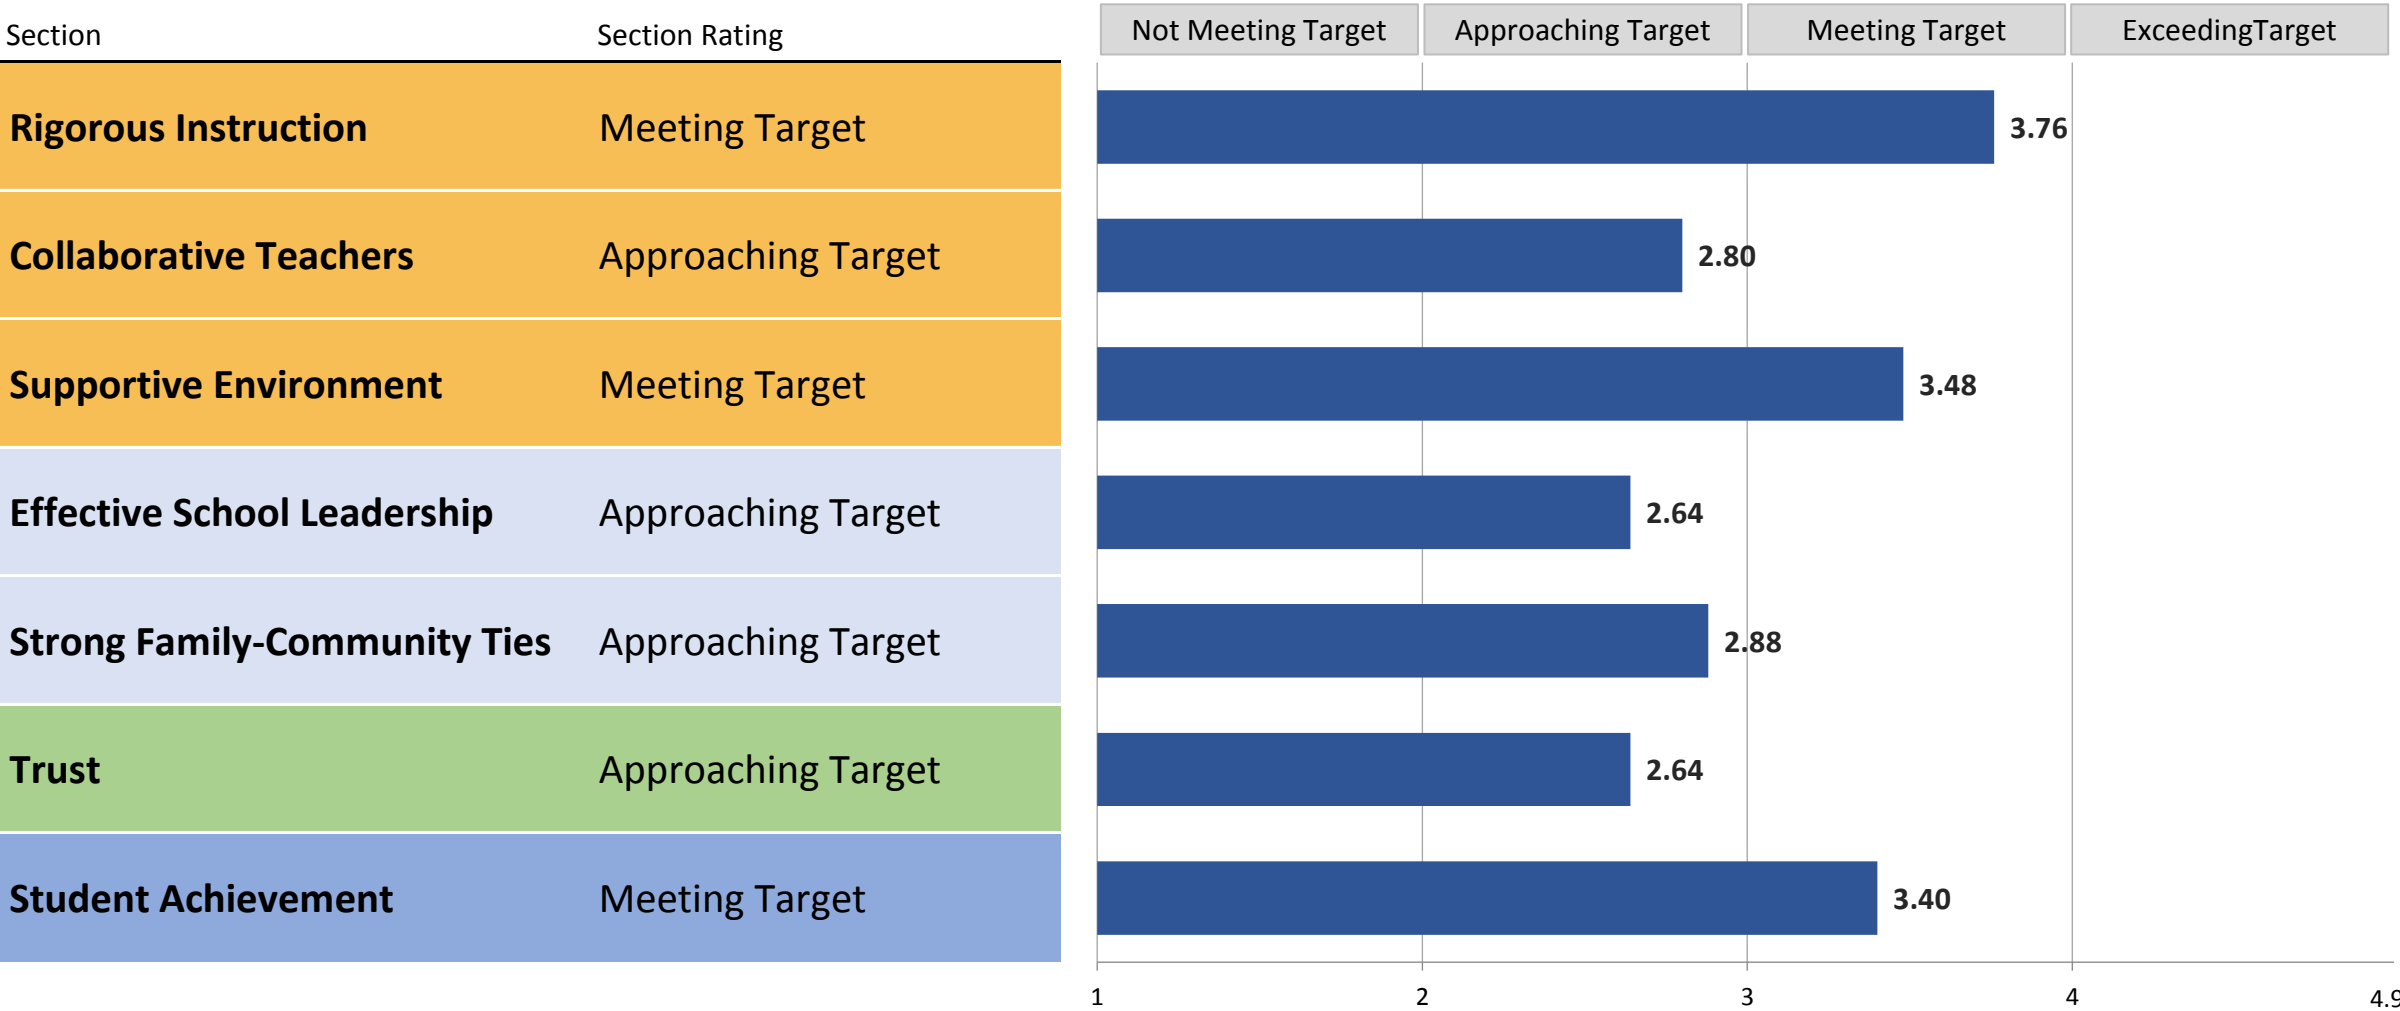 Section Section Rating Not Meeting Target Approaching Target Meeting Target ExceedingTarget
Rigorous Instruction Meeting Target 3.76
Collaborative Teachers Approaching Target 2.80
Supportive Environment Meeting Target 3.48
Effective School Leadership Approaching Target 2.64
Strong Family-Community Ties Approaching Target 2.88
Trust Approaching Target 2.64
Student Achievement Meeting Target 3.40
1 2 3 4 4.9